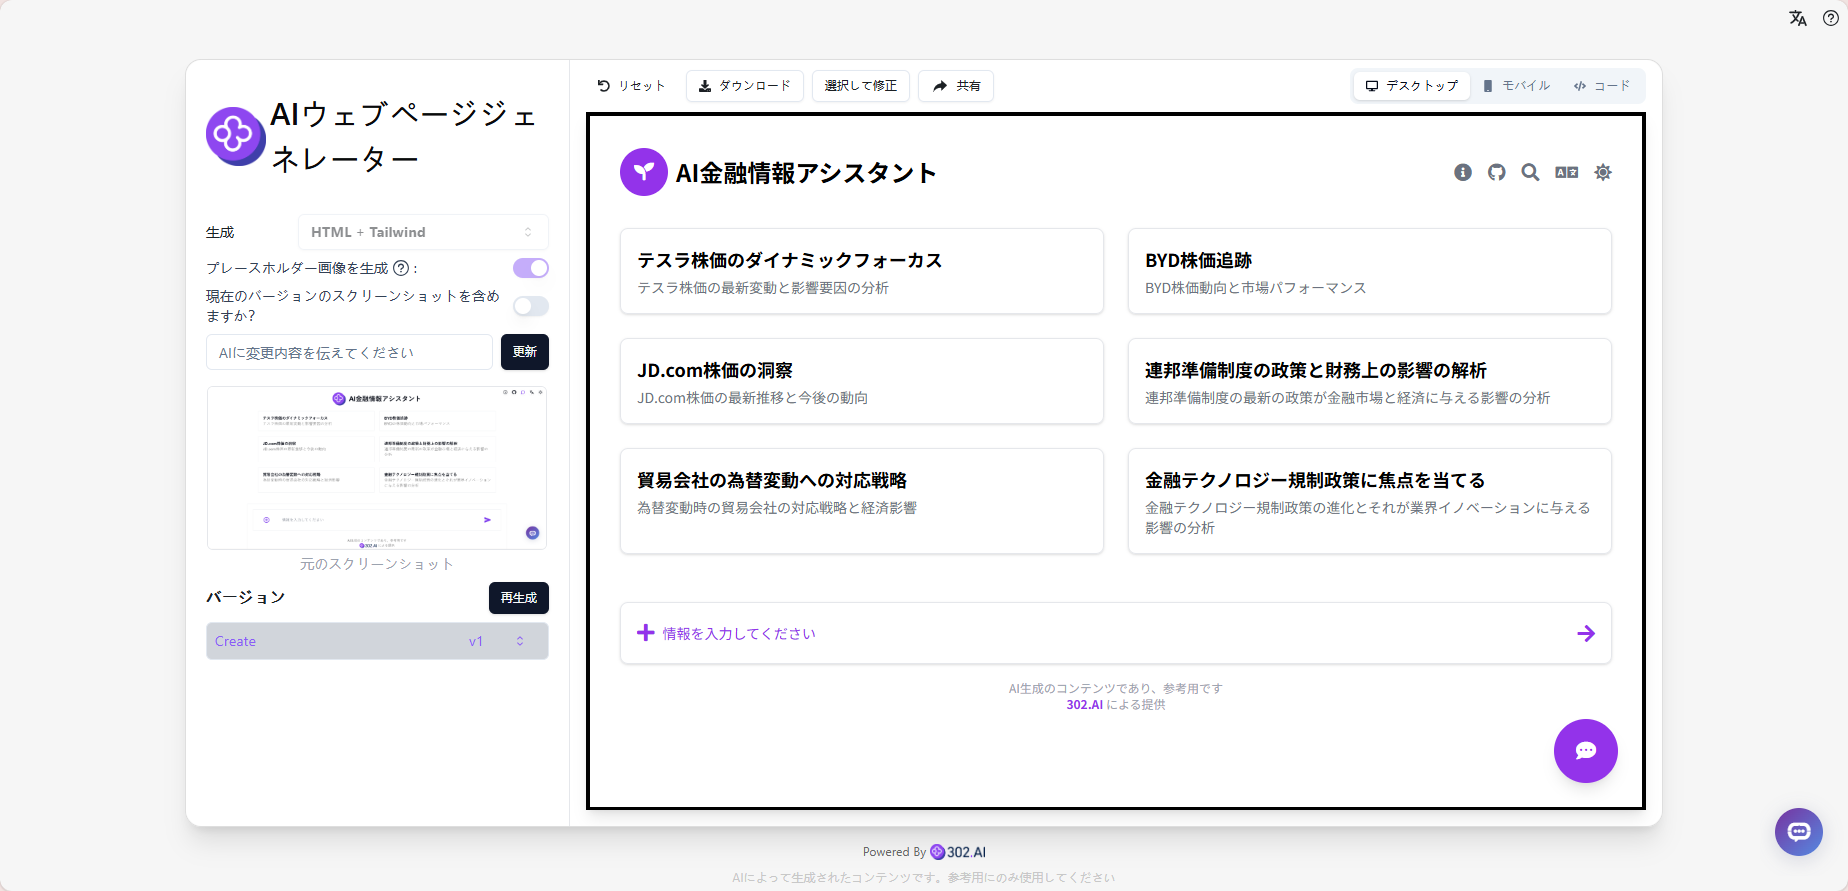 AIウェブページジェ
ネレーター
生成
HTML + Tailwind
プレースホルダー画像を生成 ? :
現在のバージョンのスクリーンショットを含め
ますか?
AIに変更内容を伝えてください
更新
AI金融情報アシスタント
元のスクリーンショット
バージョン
再生成
Create v1
リセット
ダウンロード
選択して修正
共有
デスクトップ
モバイル
コード
AI金融情報アシスタント
テスラ株価のダイナミックフォーカス
テスラ株価の最新変動と影響要因の分析
BYD株価追跡
BYD株価動向と市場パフォーマンス
JD.com株価の洞察
JD.com株価の最新推移と今後の動向
連邦準備制度の政策と財務上の影響の解析
連邦準備制度の最新の政策が金融市場と経済に与える影響の分析
貿易会社の為替変動への対応戦略
為替変動時の貿易会社の対応戦略と経済影響
金融テクノロジー規制政策に焦点を当てる
金融テクノロジー規制政策の進化とそれが業界イノベーションに与える
影響の分析
情報を入力してください
AI生成のコンテンツであり、参考用です
302.AI による提供
Powered By 302.AI
AIによって生成されたコンテンツです。参考用にのみ使用してください